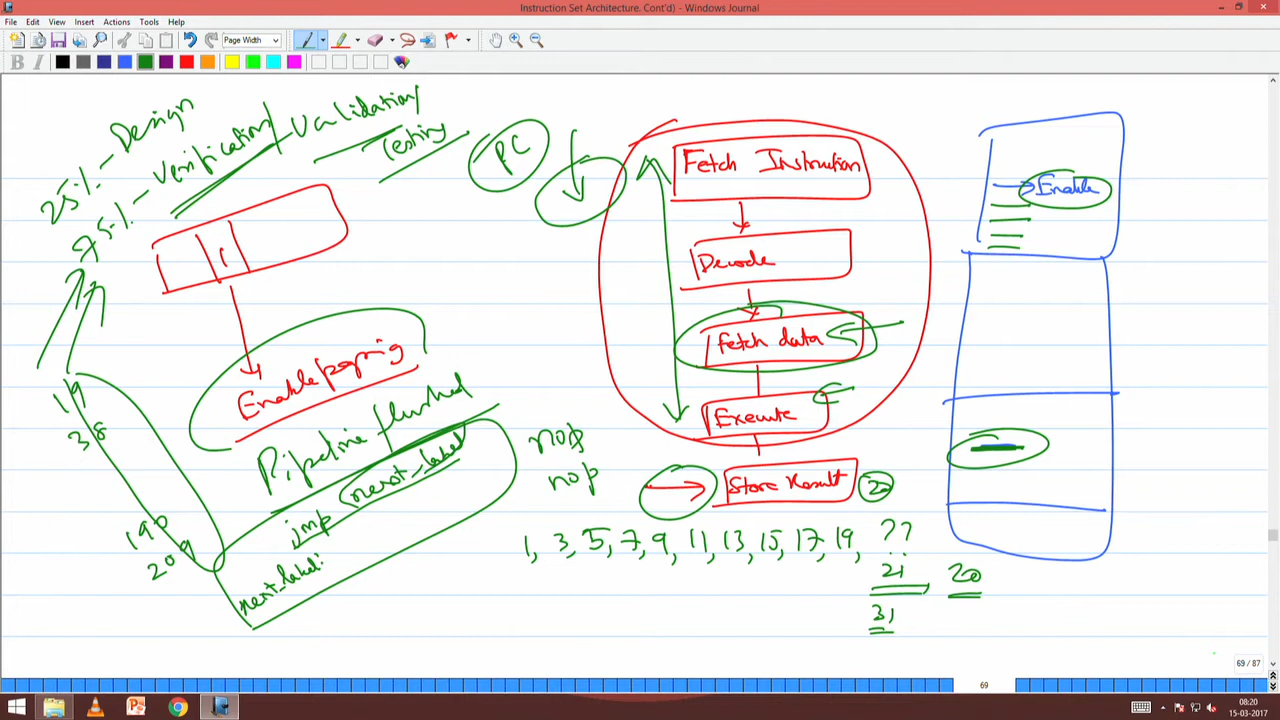 Instruction Set Architecture. Cont'd) - Windows Journal
File Edit View Insert Actions Tools Help
Page Width
B I
25% - Design
75% - Verification/Validation/
Testing
PC
Fetch Instruction
Decode
Fetch data
Execute
Store Result
20
Enable
1
Enable paging
Pipeline flushed
jmp next_label
next_label:
nop
nop
19
38
190
209
1, 3, 5, 7, 9, 11, 13, 15, 17, 19, ??
21 20
31
69 / 87
69
08:20
15-03-2017